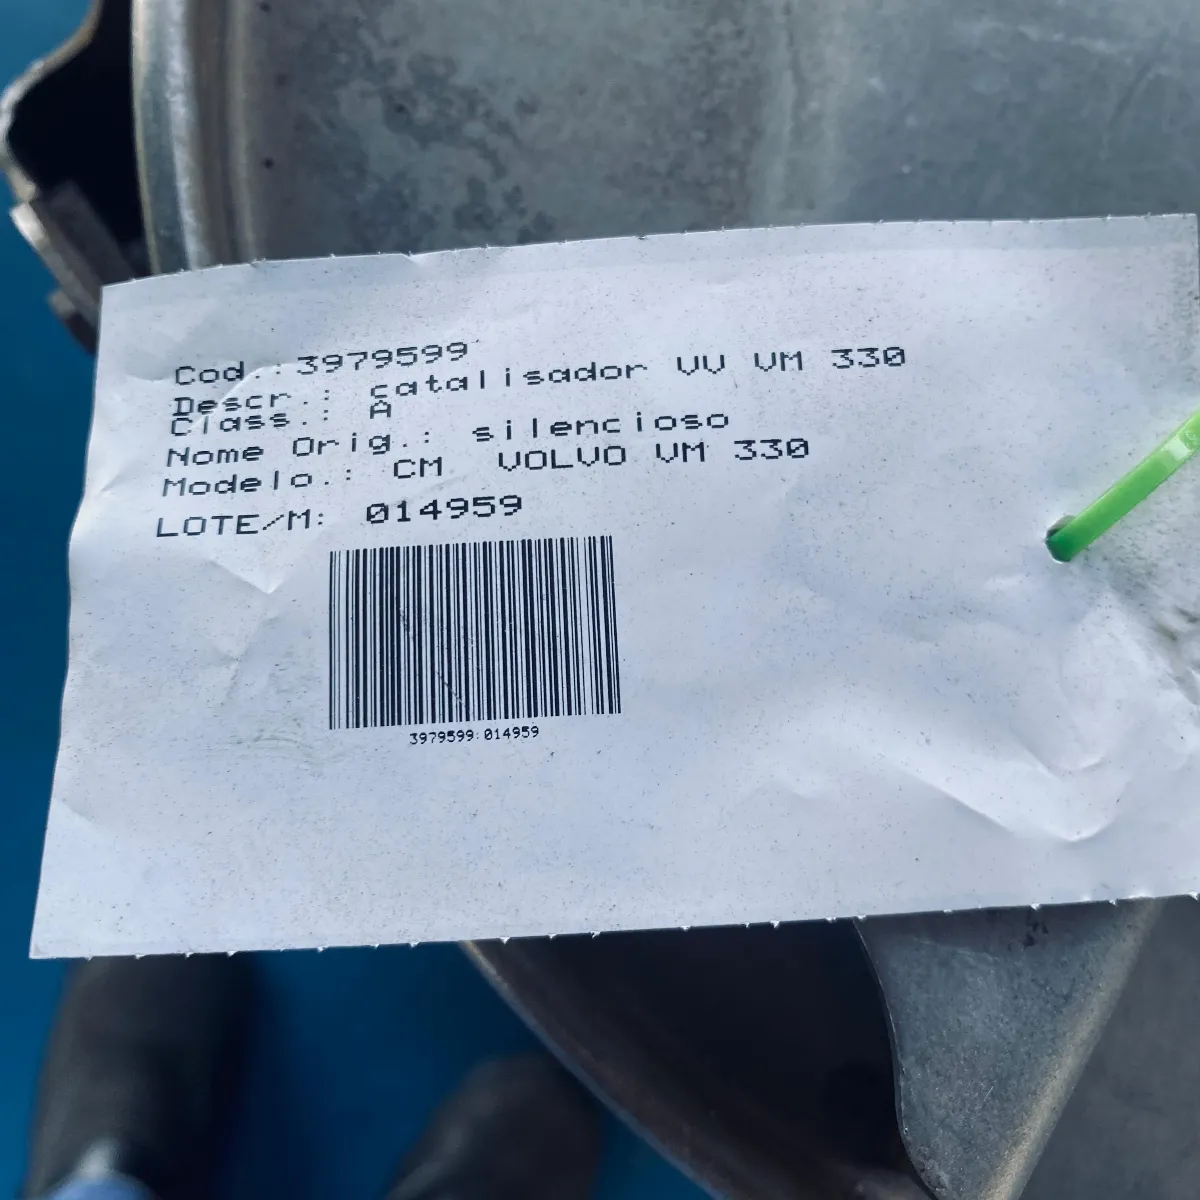 Cod.: 3979599
Descr.: catalisador VV VM 330
Class.: A
Nome Orig.: silencioso
Modelo.: CM VOLVO VM 330
LOTE/M: 014959
3979599:014959